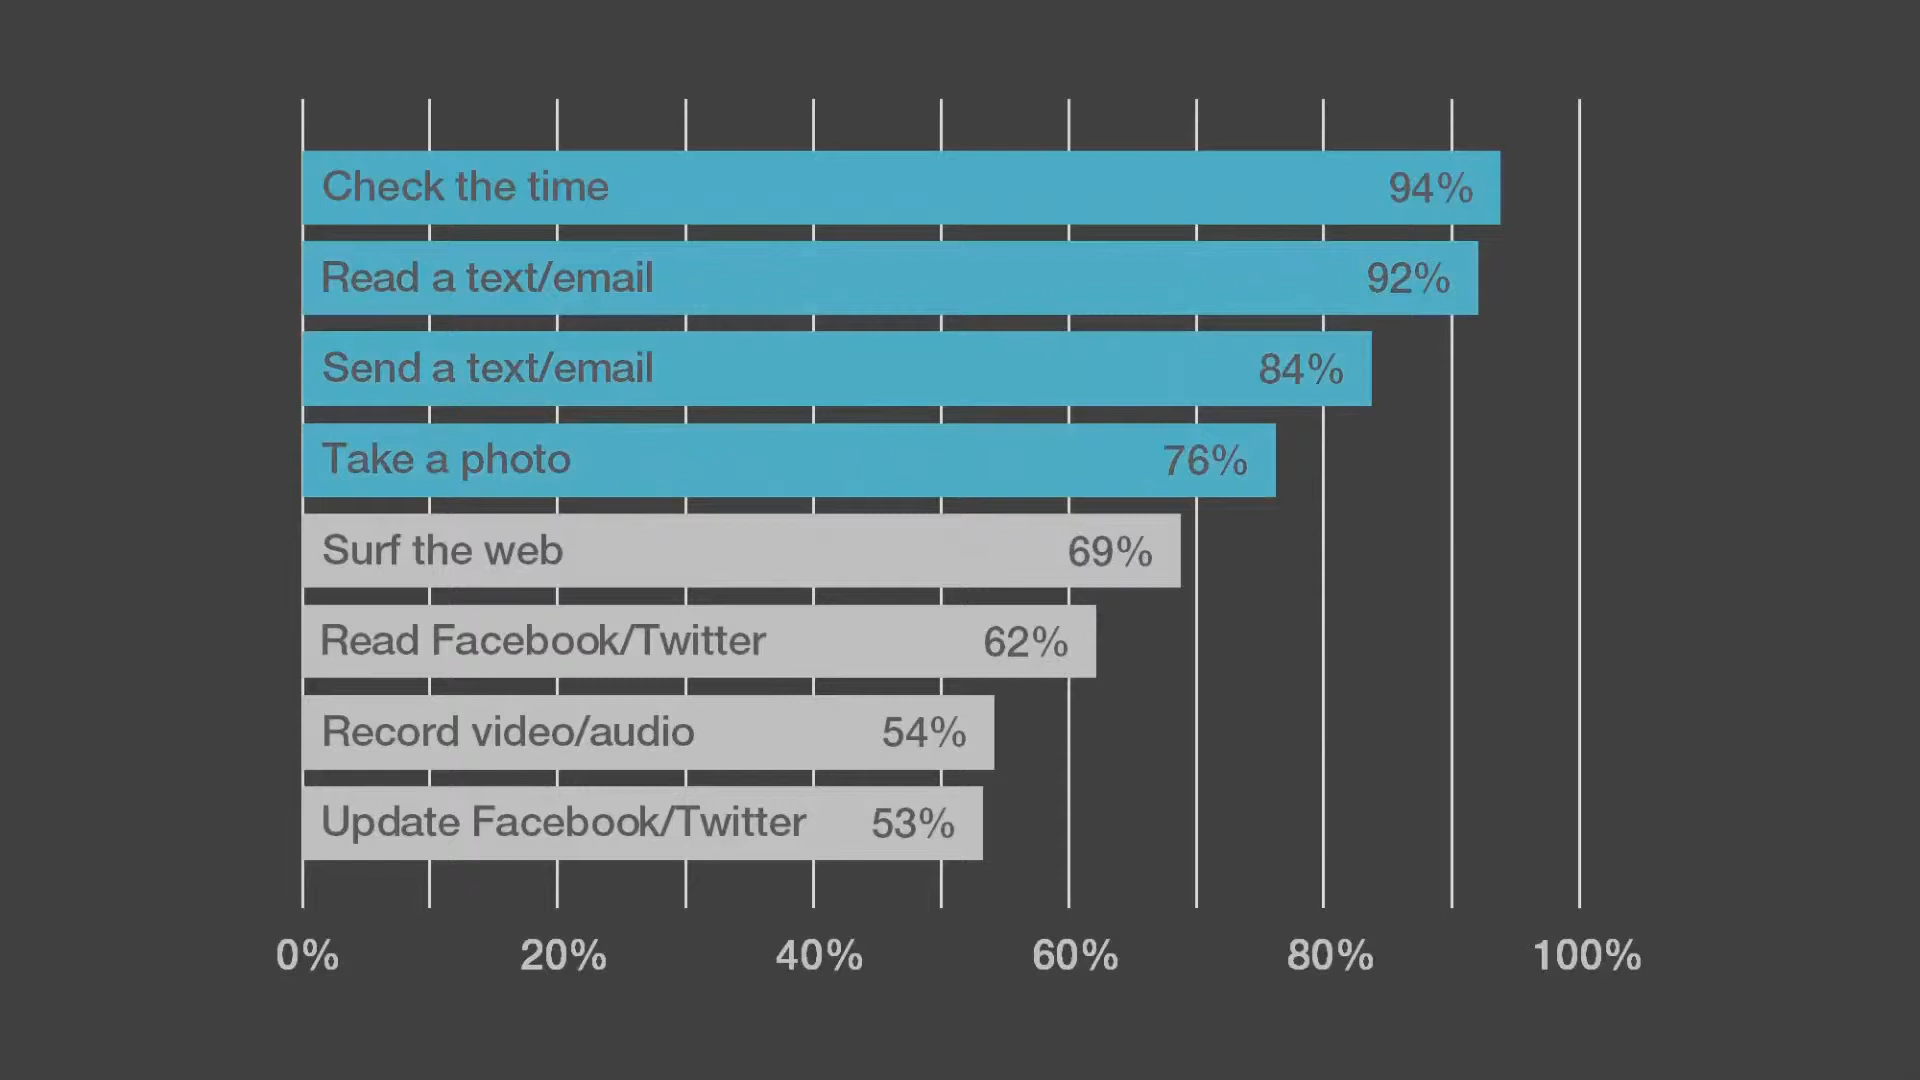 Check the time 94%
Read a text/email 92%
Send a text/email 84%
Take a photo 76%
Surf the web 69%
Read Facebook/Twitter 62%
Record video/audio 54%
Update Facebook/Twitter 53%
0% 20% 40% 60% 80% 100%